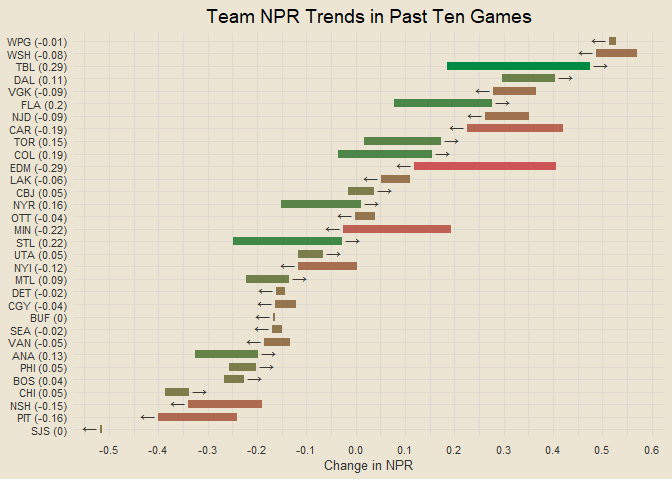 Team NPR Trends in Past Ten Games
WPG (-0.01)
WSH (-0.08)
TBL (0.29)
DAL (0.11)
VGK (-0.09)
FLA (0.2)
NJD (-0.09)
CAR (-0.19)
TOR (0.15)
COL (0.19)
EDM (-0.29)
LAK (-0.06)
CBJ (0.05)
NYR (0.16)
OTT (-0.04)
MIN (-0.22)
STL (0.22)
UTA (0.05)
NYI (-0.12)
MTL (0.09)
DET (-0.02)
CGY (-0.04)
BUF (0)
SEA (-0.02)
VAN (-0.05)
ANA (0.13)
PHI (0.05)
BOS (0.04)
CHI (0.05)
NSH (-0.15)
PIT (-0.16)
SJS (0)
-0.5 -0.4 -0.3 -0.2 -0.1 0.0 0.1 0.2 0.3 0.4 0.5 0.6
Change in NPR